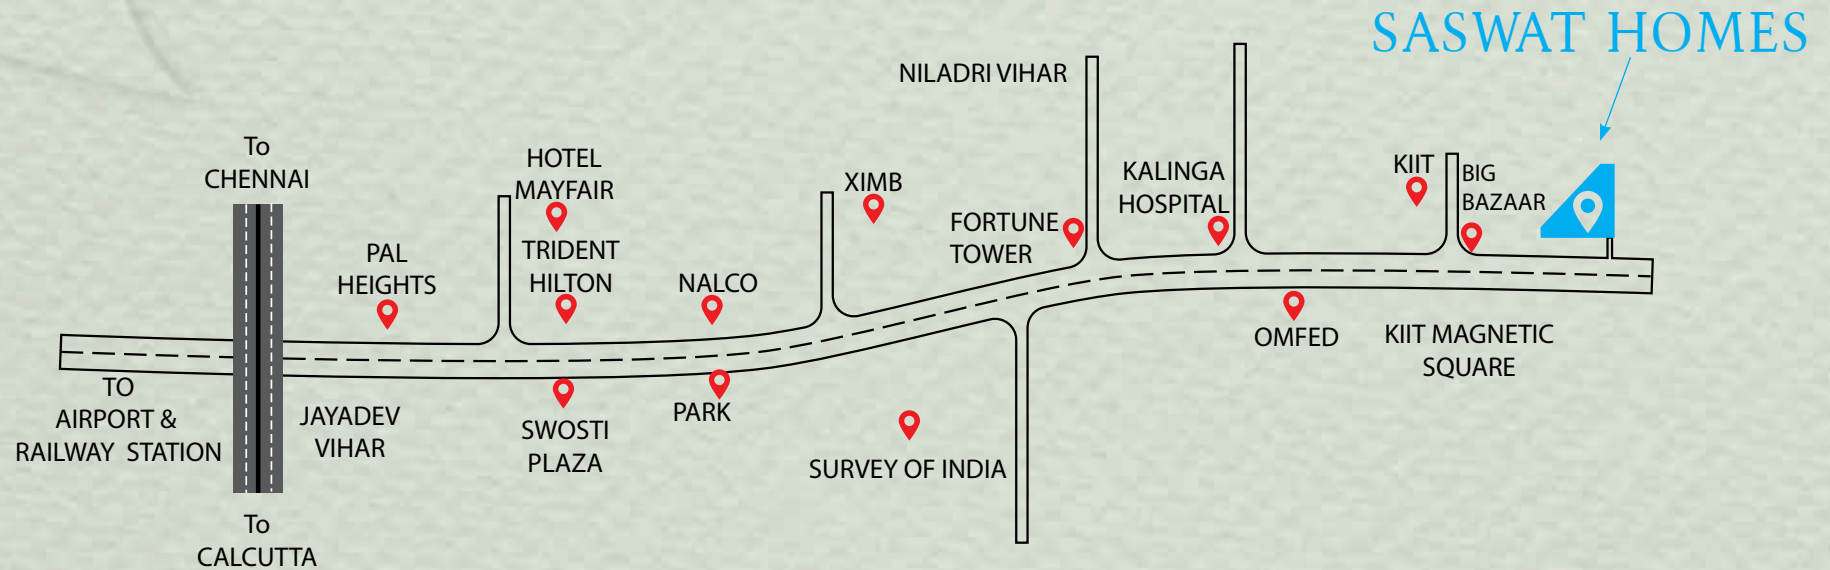 SASWAT HOMES
NILADRI VIHAR
To
CHENNAI
HOTEL
MAYFAIR
XIMB
KALINGA
HOSPITAL
KIIT
BIG
BAZAAR
PAL
HEIGHTS
TRIDENT
HILTON
NALCO
FORTUNE
TOWER
OMFED
KIIT MAGNETIC
SQUARE
TO
AIRPORT &
RAILWAY STATION
JAYADEV
VIHAR
SWOSTI
PLAZA
PARK
SURVEY OF INDIA
To
CALCUTTA